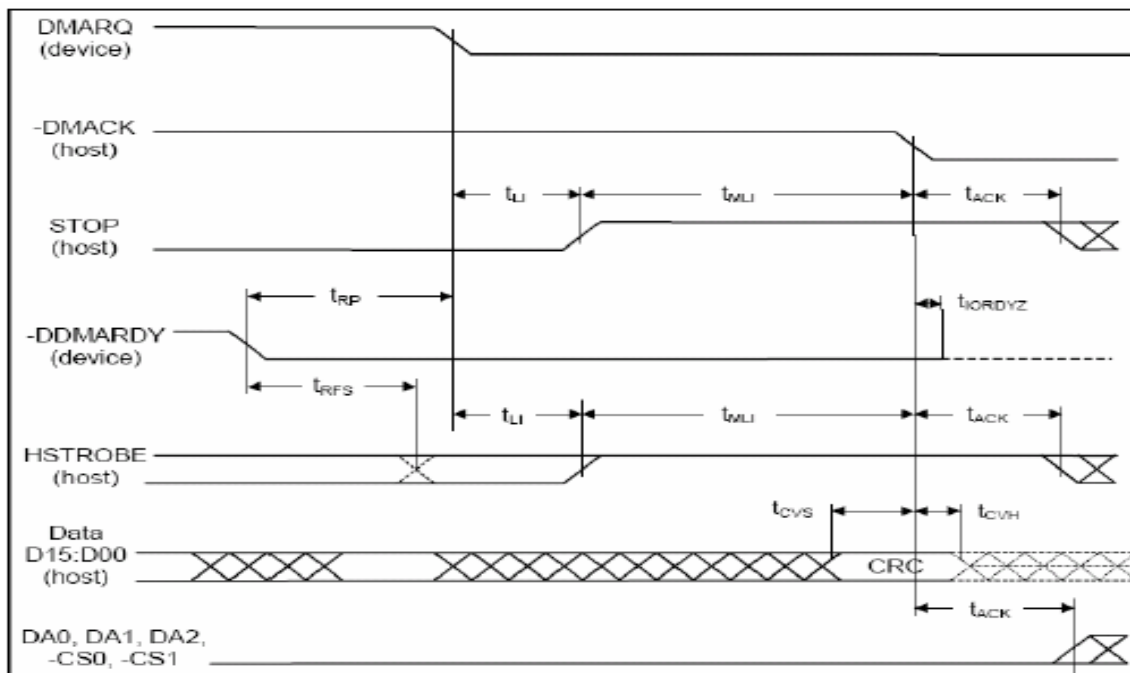 DMARQ
(device)
-DMACK
(host)
tLI tMLI tACK
STOP
(host)
tRP
tIORDYZ
-DDMARDY
(device)
tRFS
tLI tMLI tACK
HSTROBE
(host)
tCVS tCVH
Data
D15:D00
(host)
CRC
tACK
DA0, DA1, DA2,
-CS0, -CS1